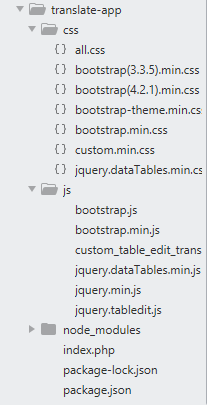 translate-app
css
all.css
bootstrap(3.3.5).min.css
bootstrap(4.2.1).min.css
bootstrap-theme.min.cs
bootstrap.min.css
custom.min.css
jquery.dataTables.min.cs
js
bootstrap.js
bootstrap.min.js
custom_table_edit_trans
jquery.dataTables.min.js
jquery.min.js
jquery.tabledit.js
node_modules
index.php
package-lock.json
package.json